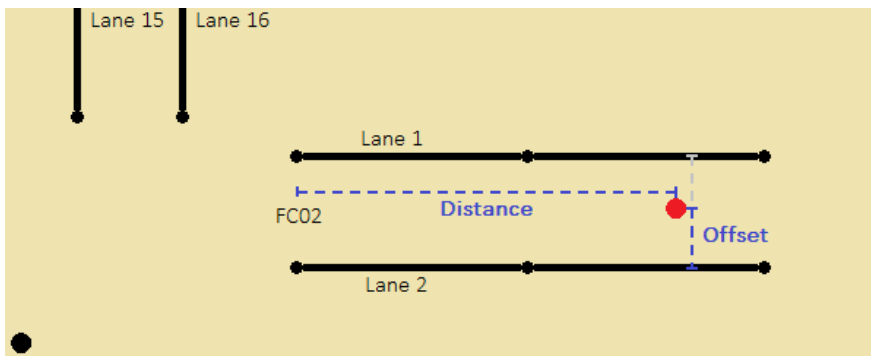 Lane 15
Lane 16
Lane 1
Distance
FC02
Offset
Lane 2